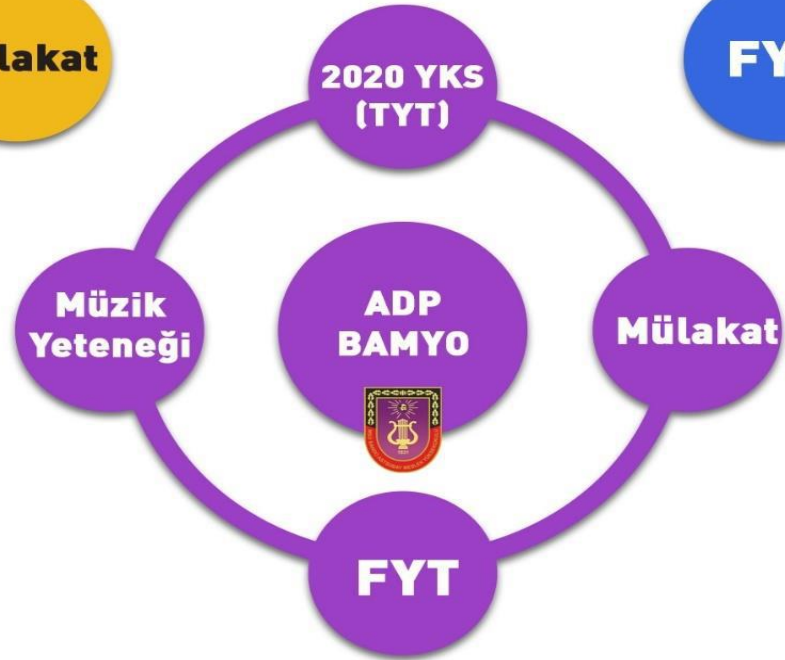 lakat
2020 YKS
(TYT)
FY
Müzik
Yeteneği
ADP
BAMYO
Mülakat
FYT